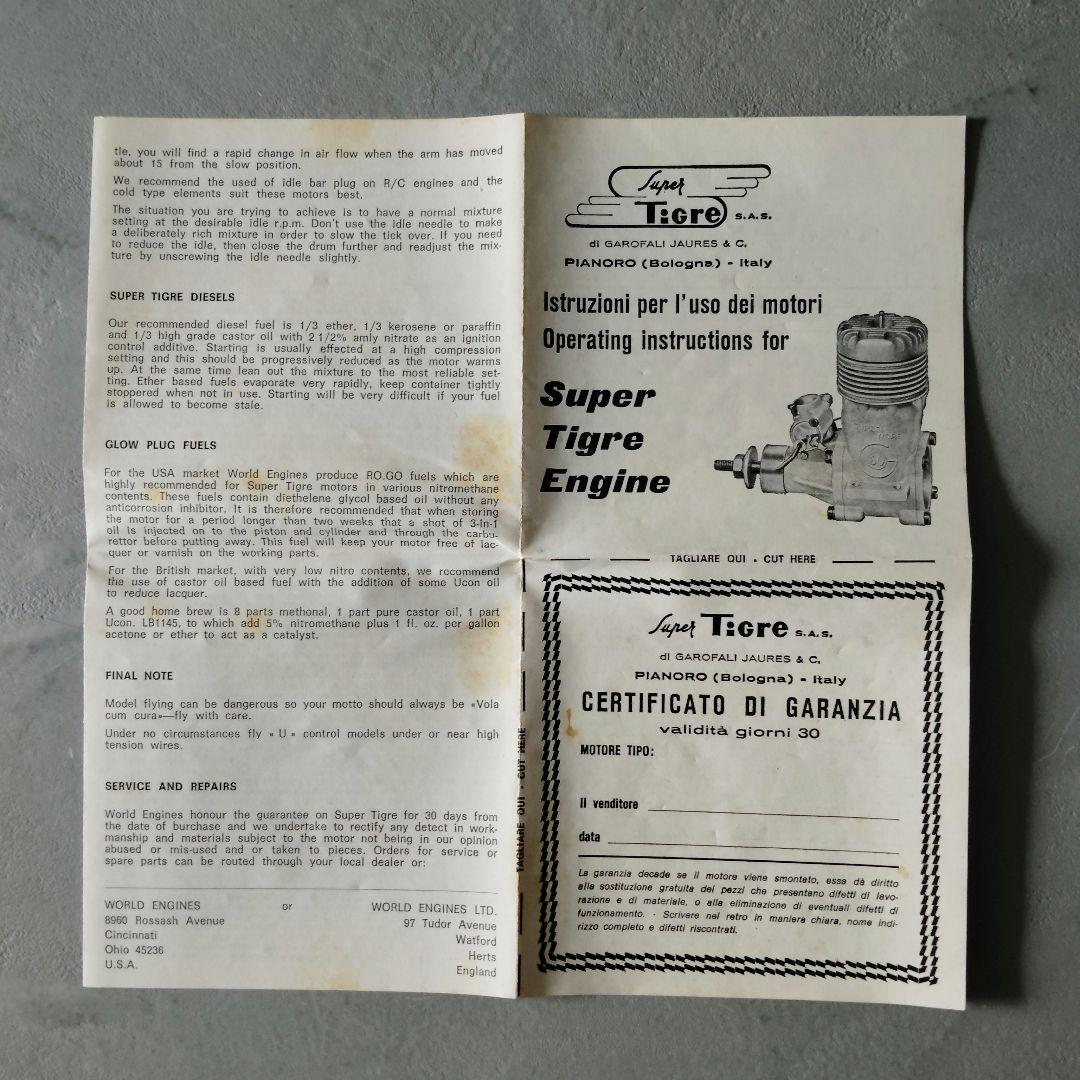 tle, you will find a rapid change in air flow when the arm has moved
about 15 from the slow position.
We recommend the used of idle bar plug on R/C engines and the
cold type elements suit these motors best.
The situation you are trying to achieve is to have a normal mixture
setting at the desirable idle r.p.m. Don't use the idle needle to make
a deliberately rich mixture in order to slow the tick over. If you need
to reduce the idle, then close the drum further and readjust the mix-
ture by unscrewing the idle needle slightly.
SUPER TIGRE DIESELS
Our recommended diesel fuel is 1/3 ether, 1/3 kerosene or paraffin
and 1/3 high grade castor oil with 2 1/2% amly nitrate as an ignition
control additive. Starting is usually effected at a high compression
setting and this should be progressively reduced as the motor warms
up. At the same time lean out the mixture to the most reliable set-
ting. Ether based fuels evaporate very rapidly, keep container tightly
stoppered when not in use. Starting will be very difficult if your fuel
is allowed to become stale.
GLOW PLUG FUELS
For the USA market World Engines produce RO.GO fuels which are
highly recommended for Super Tigre motors in various nitromethane
contents. These fuels contain diethelene glycol based oil without any
anticorrosion inhibitor. It is therefore recommended that when storing
the motor for a period longer than two weeks that a shot of 3-in-1
oil is injected on to the piston and cylinder and through the carbu-
rettor before putting away. This fuel will keep your motor free of lac-
quer or varnish on the working parts.
For the British market, with very low nitro contents, we recommend
the use of castor oil based fuel with the addition of some Ucon oil
to reduce lacquer.
A good home brew is 8 parts methonal, 1 part pure castor oil, 1 part
Ucon. LB1145, to which add 5% nitromethane plus 1 fl. oz. per gallon
acetone or ether to act as a catalyst.
FINAL NOTE
Model flying can be dangerous so your motto should always be «Vola
cum cura»—fly with care.
Under no circumstances fly « U » control models under or near high
tension wires.
SERVICE AND REPAIRS
World Engines honour the guarantee on Super Tigre for 30 days from
the date of purchase and we undertake to rectify any detect in work-
manship and materials subject to the motor not being in our opinion
abused or mis-used and or taken to pieces. Orders for service or
spare parts can be routed through your local dealer or:
WORLD ENGINES or WORLD ENGINES LTD.
8960 Rossash Avenue 97 Tudor Avenue
Cincinnati Watford
Ohio 45236 Herts
U.S.A. England
Super
Tigre S.A.S.
di GAROFALI JAURES & C.
PIANORO (Bologna) - Italy
Istruzioni per l'uso dei motori
Operating instructions for
Super
Tigre
Engine
SUPER
TIGRE
TAGLIARE QUI - CUT HERE
TAGLIARE QUI - CUT HERE
Super Tigre S.A.S.
di GAROFALI JAURES & C.
PIANORO (Bologna) - Italy
CERTIFICATO DI GARANZIA
validità giorni 30
MOTORE TIPO:
Il venditore
data
La garanzia decade se il motore viene smontato, essa dà diritto
alla sostituzione gratuita dei pezzi che presentano difetti di lavo-
razione e di materiale, o alla eliminazione di eventuali difetti di
funzionamento. - Scrivere nel retro in maniera chiara, nome indi-
rizzo completo e difetti riscontrati.